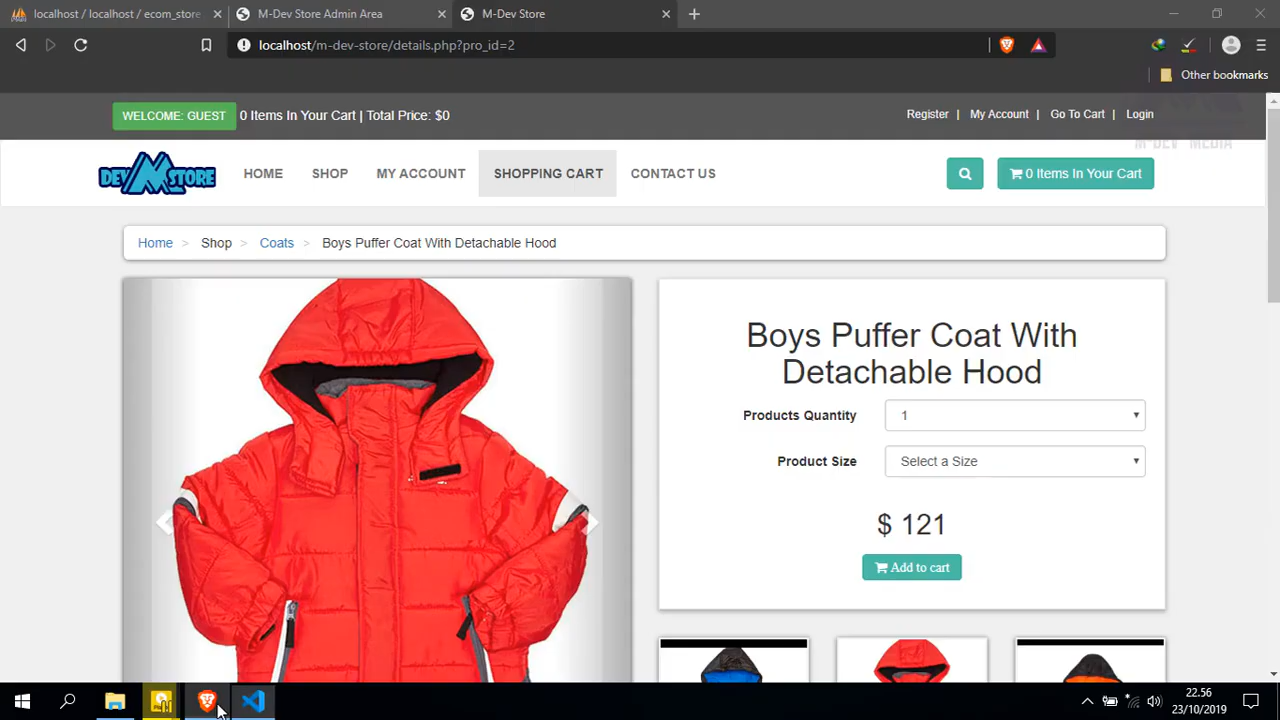 localhost / localhost / ecom_store
M-Dev Store Admin Area
M-Dev Store
localhost/m-dev-store/details.php?pro_id=2
Other bookmarks
WELCOME: GUEST
0 Items In Your Cart | Total Price: $0
Register | My Account | Go To Cart | Login
M-DEV MEDIA
DEV M STORE
HOME
SHOP
MY ACCOUNT
SHOPPING CART
CONTACT US
0 Items In Your Cart
Home > Shop > Coats > Boys Puffer Coat With Detachable Hood
Boys Puffer Coat With
Detachable Hood
Products Quantity
1
Product Size
Select a Size
$ 121
Add to cart
22.56
23/10/2019